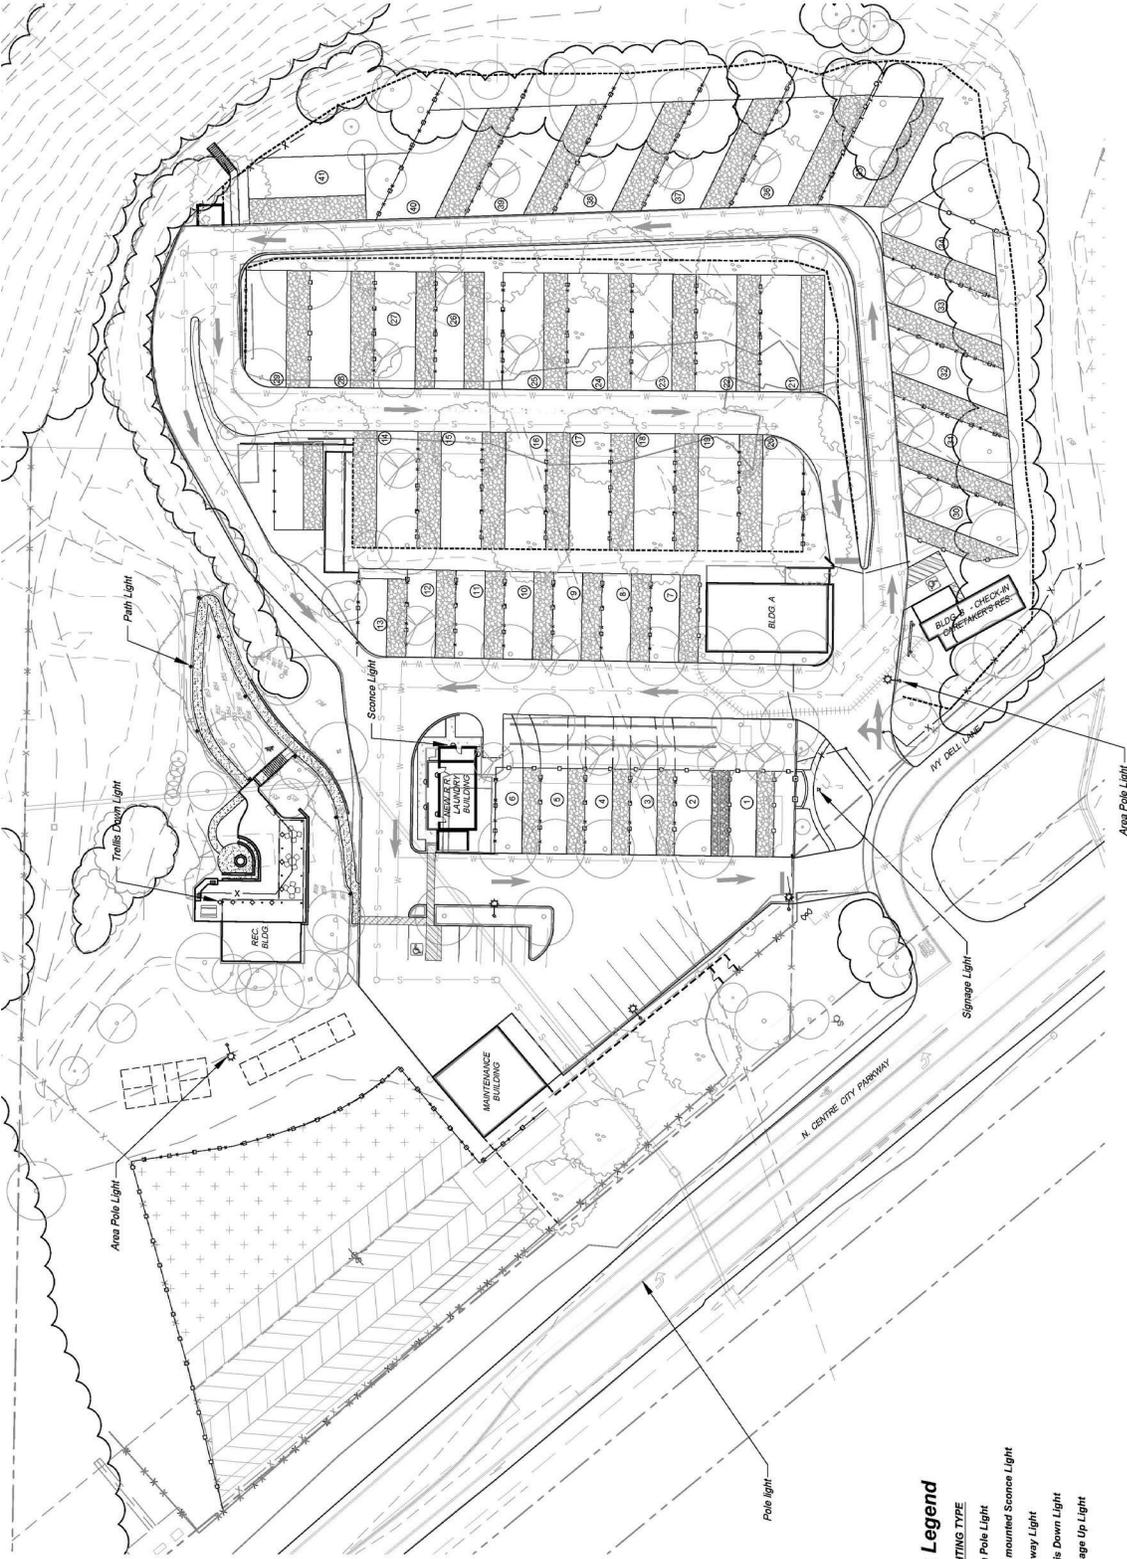 Path Light
Trellis Down Light
Sconce Light
Area Pole Light
Area Pole Light
Signage Light
Pole light
NEW R.R./
LAUNDRY
BUILDING
REC.
BLDG
MAINTENANCE
BUILDING
BLDG. A
BLDG. B - CHECK-IN
CARETAKER'S RES.
IVY DELL LANE
N. CENTRE CITY PARKWAY
1
2
3
4
5
6
7
8
9
10
11
12
13
14
15
16
17
18
19
20
21
22
23
24
25
26
27
28
29
30
31
32
33
34
35
36
37
38
39
40
41
Legend
TING TYPE
Pole Light
mounted Sconce Light
way Light
is Down Light
age Up Light